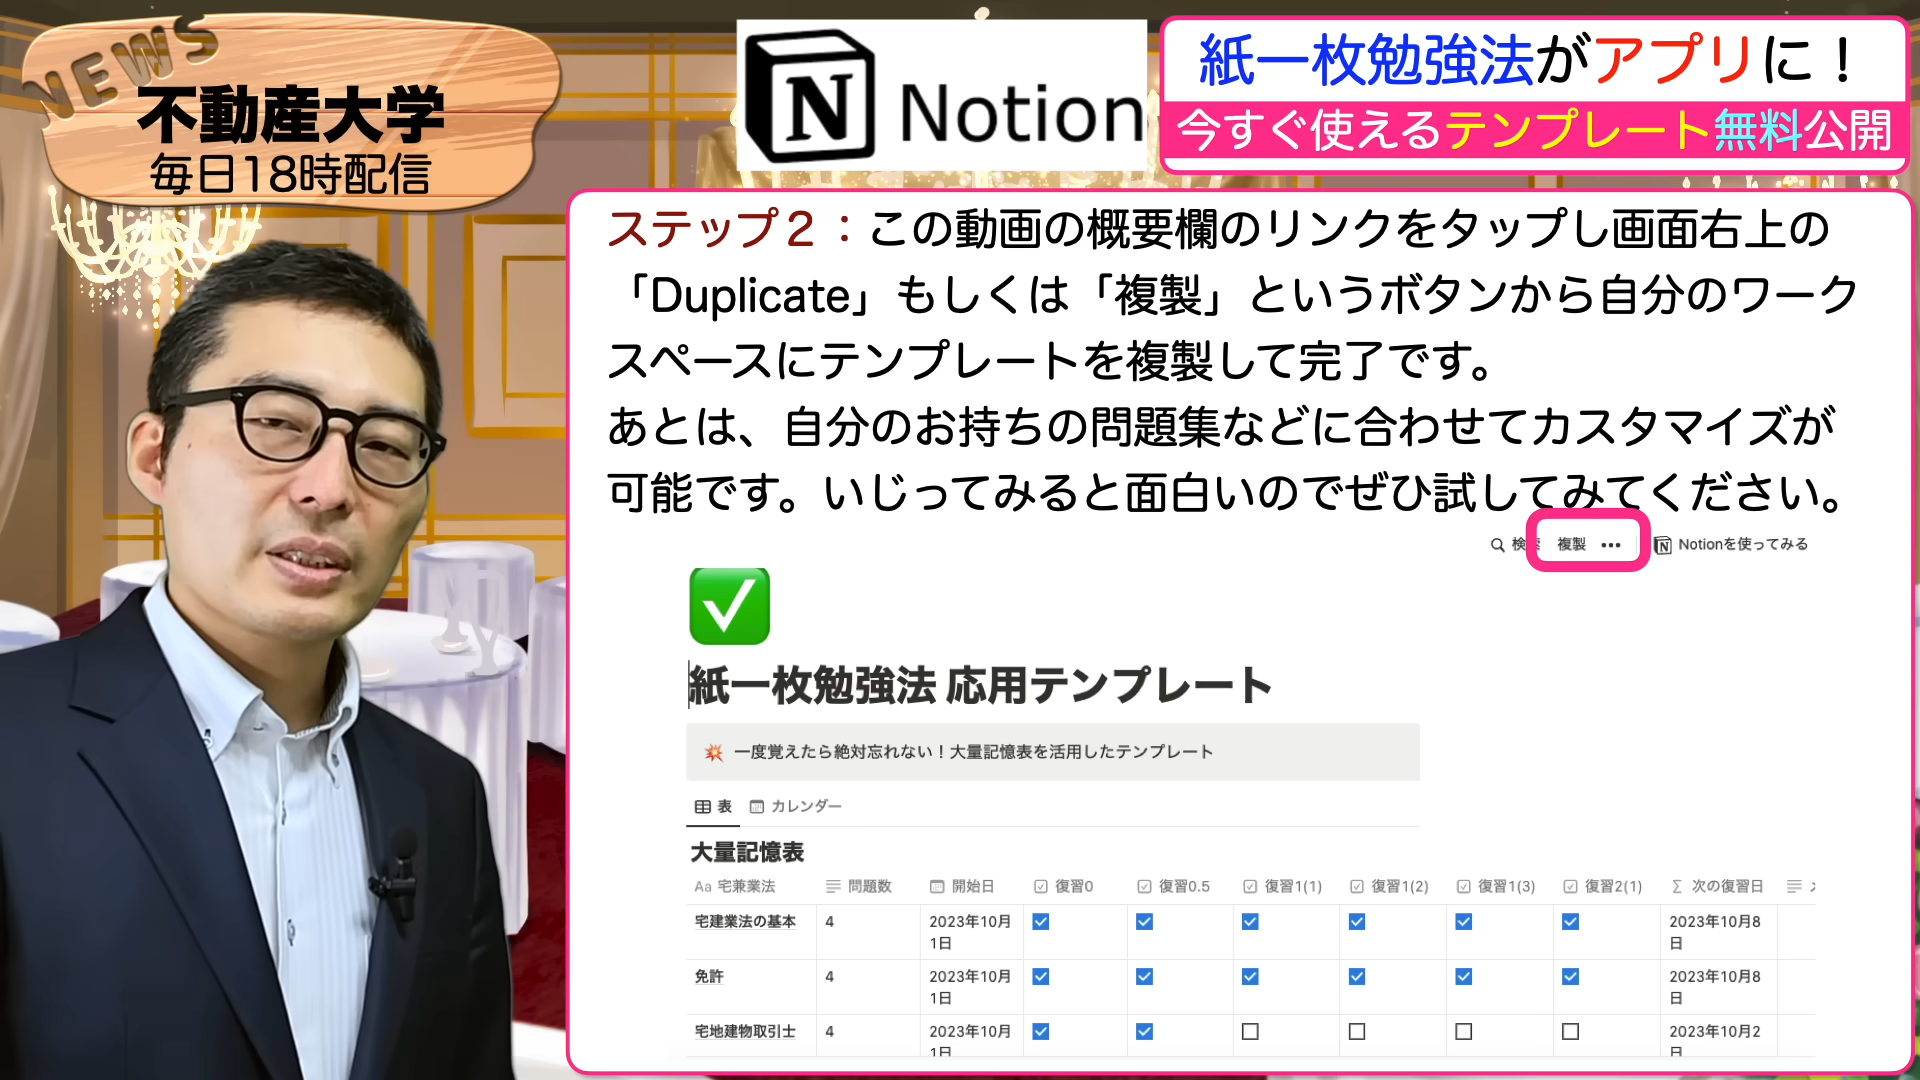 NEWS
不動産大学
毎日18時配信
N Notion
紙一枚勉強法がアプリに！
今すぐ使えるテンプレート無料公開
ステップ２：この動画の概要欄のリンクをタップし画面右上の
「Duplicate」もしくは「複製」というボタンから自分のワーク
スペースにテンプレートを複製して完了です。
あとは、自分のお持ちの問題集などに合わせてカスタマイズが
可能です。いじってみると面白いのでぜひ試してみてください。
検索 複製 ••• Notionを使ってみる
紙一枚勉強法 応用テンプレート
一度覚えたら絶対忘れない！大量記憶表を活用したテンプレート
表 カレンダー
大量記憶表
Aa 宅兼業法 問題数 開始日 復習0 復習0.5 復習1(1) 復習1(2) 復習1(3) 復習2(1) Σ 次の復習日
宅建業法の基本 4 2023年10月1日 2023年10月8日
免許 4 2023年10月1日 2023年10月8日
宅地建物取引士 4 2023年10月1日 2023年10月2日